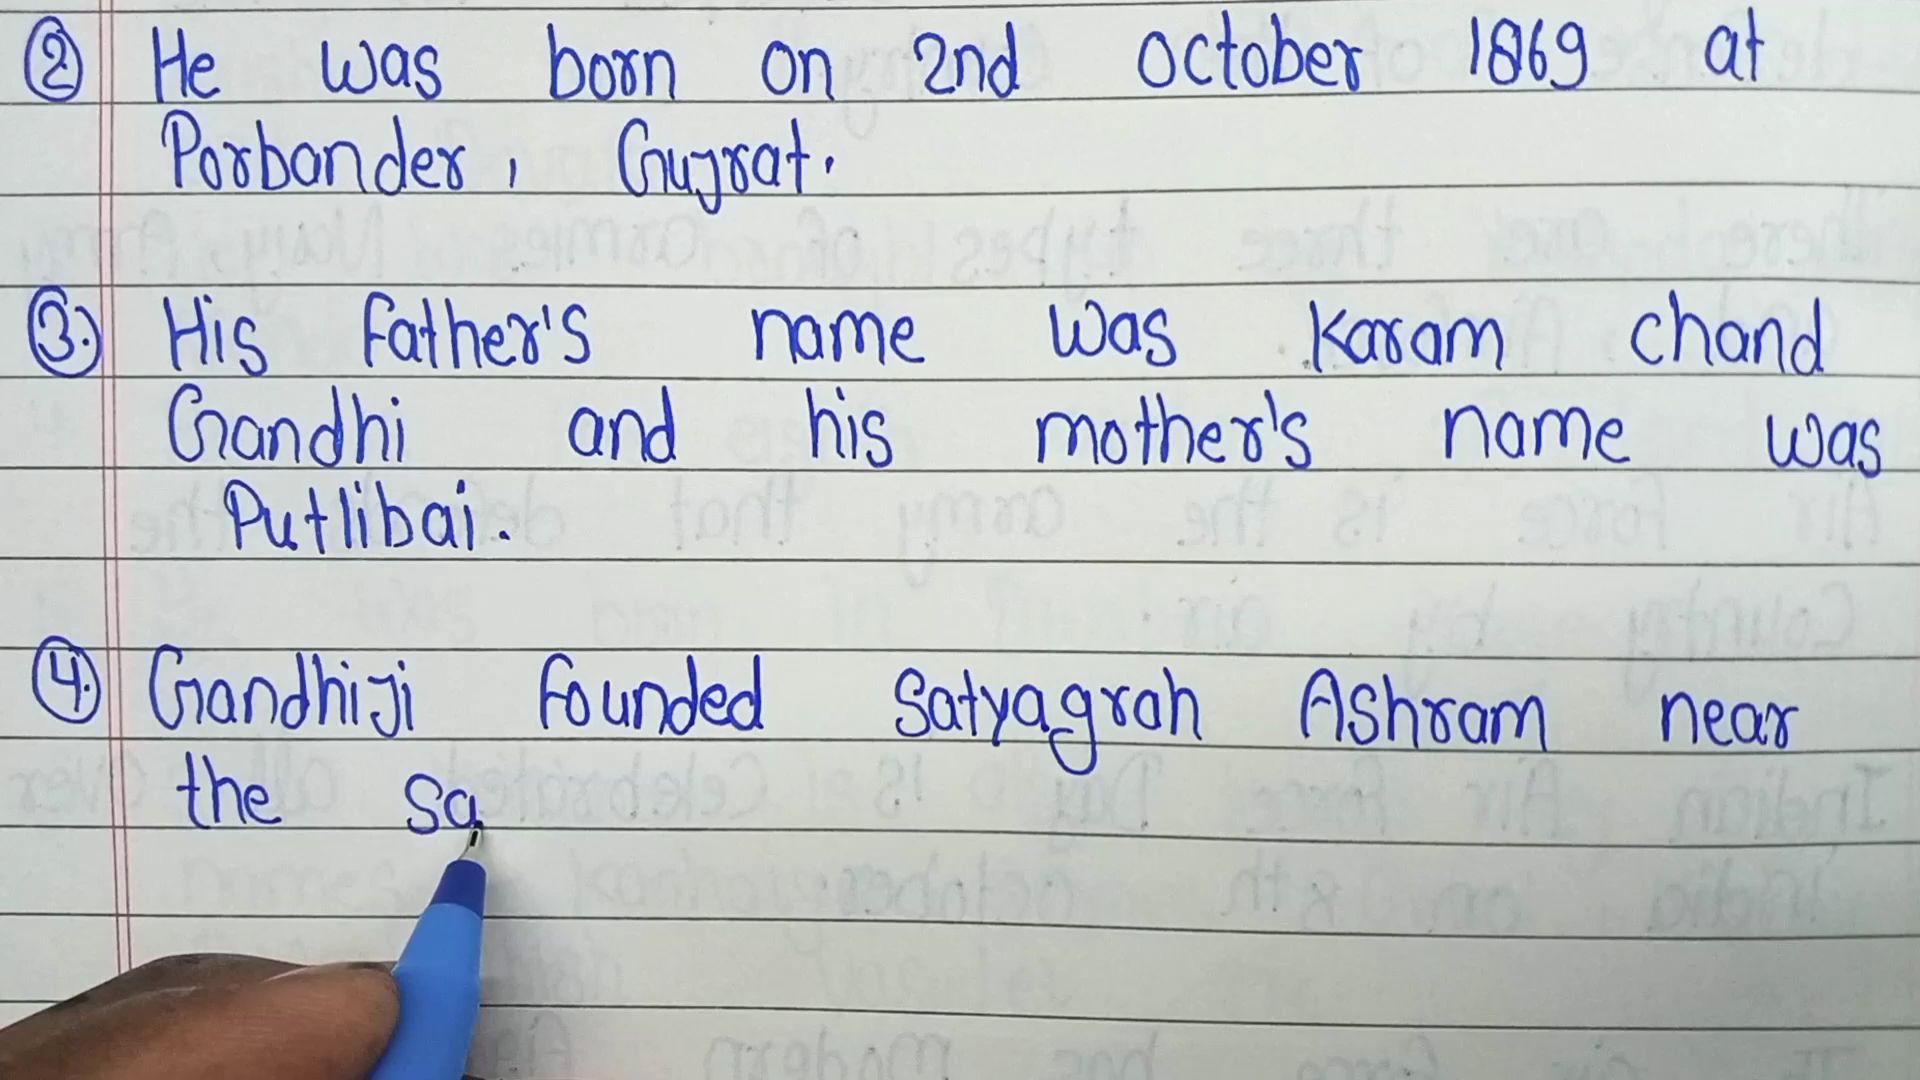 ② He was born on 2nd october 1869 at
Porbander, Gujrat.
③. His father's name was Karam chand
Gandhi and his mother's name was
Putlibai.
④. Gandhiji founded Satyagrah Ashram near
the sa